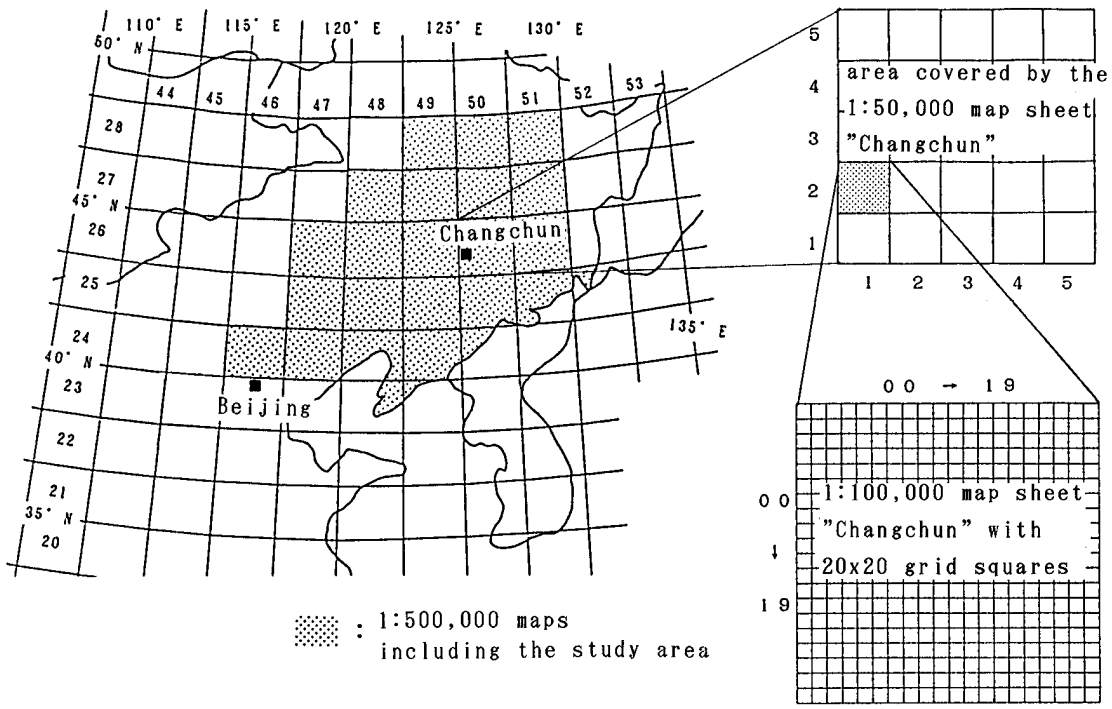 110° E
115° E
120° E
125° E
130° E
50° N
44
45
46
47
48
49
50
51
52
53
28
27
45° N
26
25
24
40° N
23
22
21
35° N
20
135° E
Changchun
Beijing
: 1:500,000 maps
including the study area
5
4
3
2
1
area covered by the
1:50,000 map sheet
"Changchun"
1 2 3 4 5
00 → 19
00
↓
19
1:100,000 map sheet
"Changchun" with
20x20 grid squares